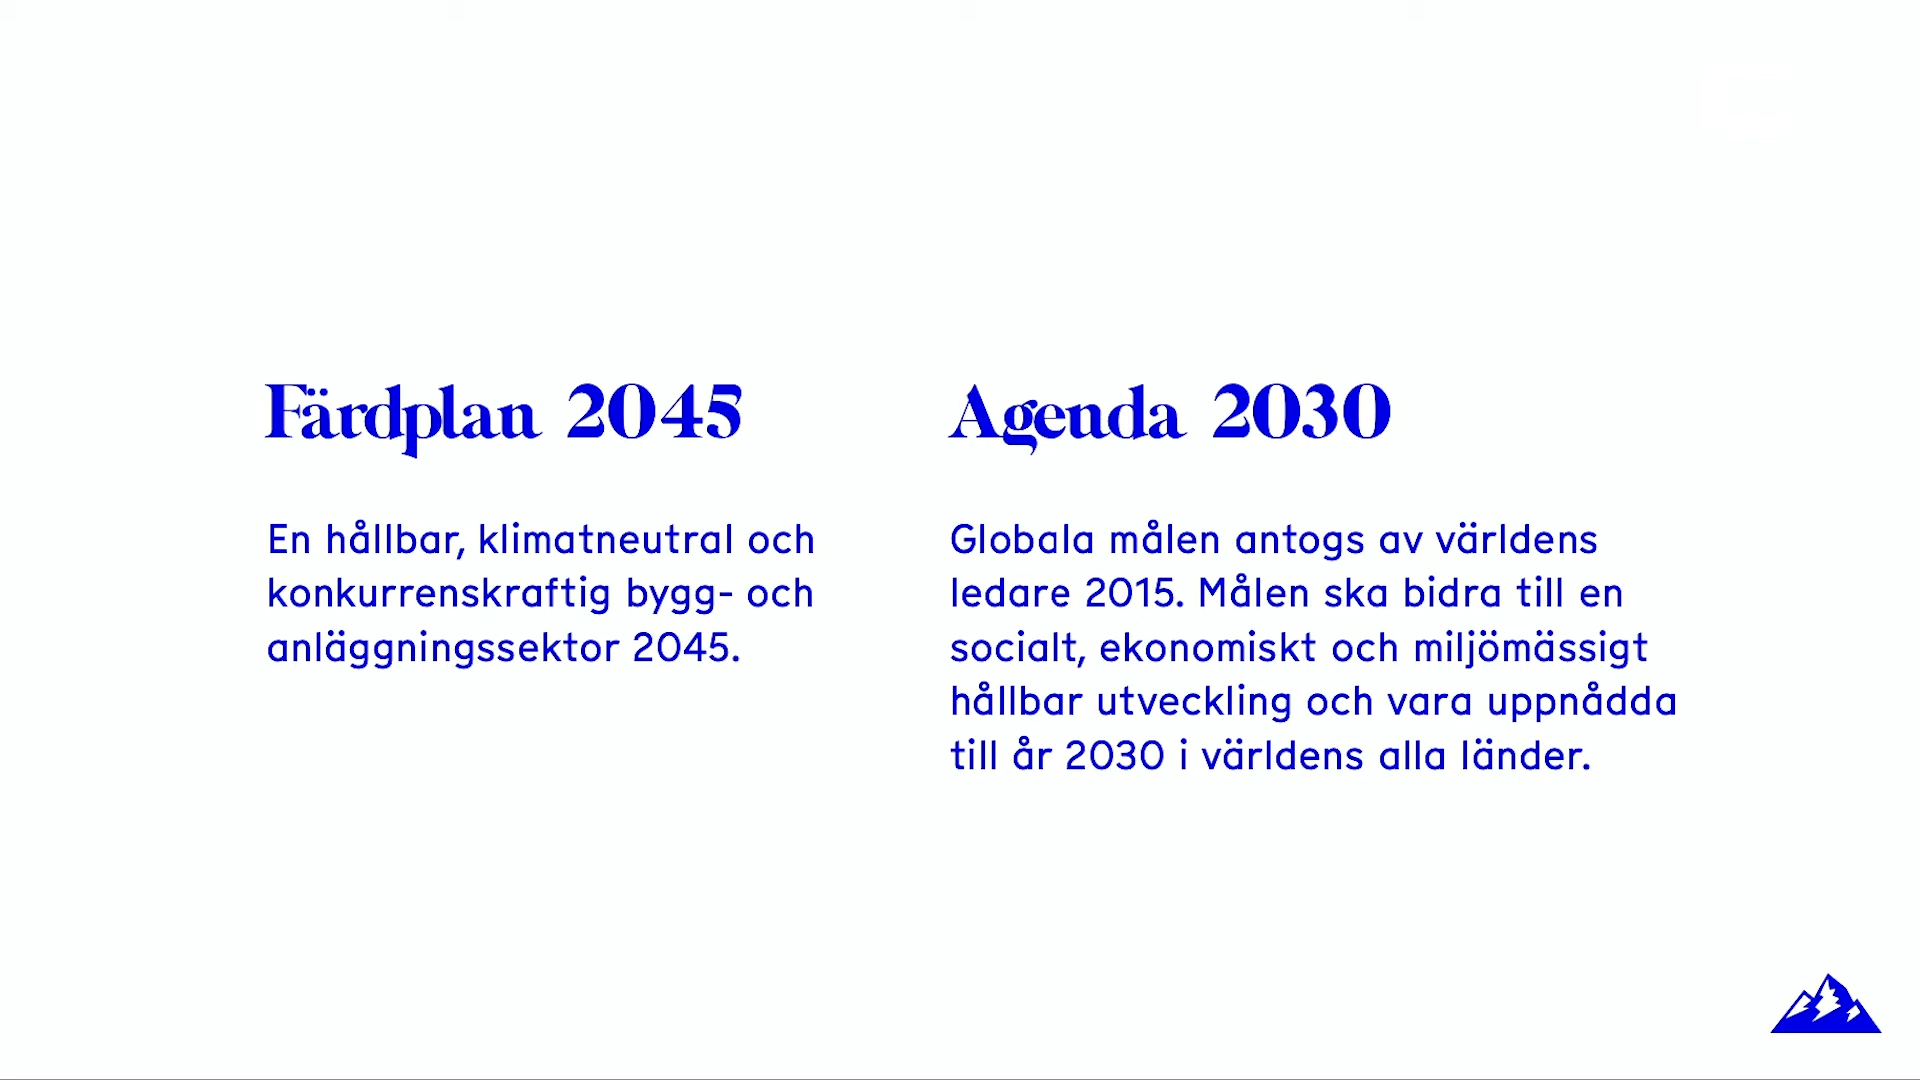 Färdplan 2045
En hållbar, klimatneutral och
konkurrenskraftig bygg- och
anläggningssektor 2045.
Agenda 2030
Globala målen antogs av världens
ledare 2015. Målen ska bidra till en
socialt, ekonomiskt och miljömässigt
hållbar utveckling och vara uppnådda
till år 2030 i världens alla länder.